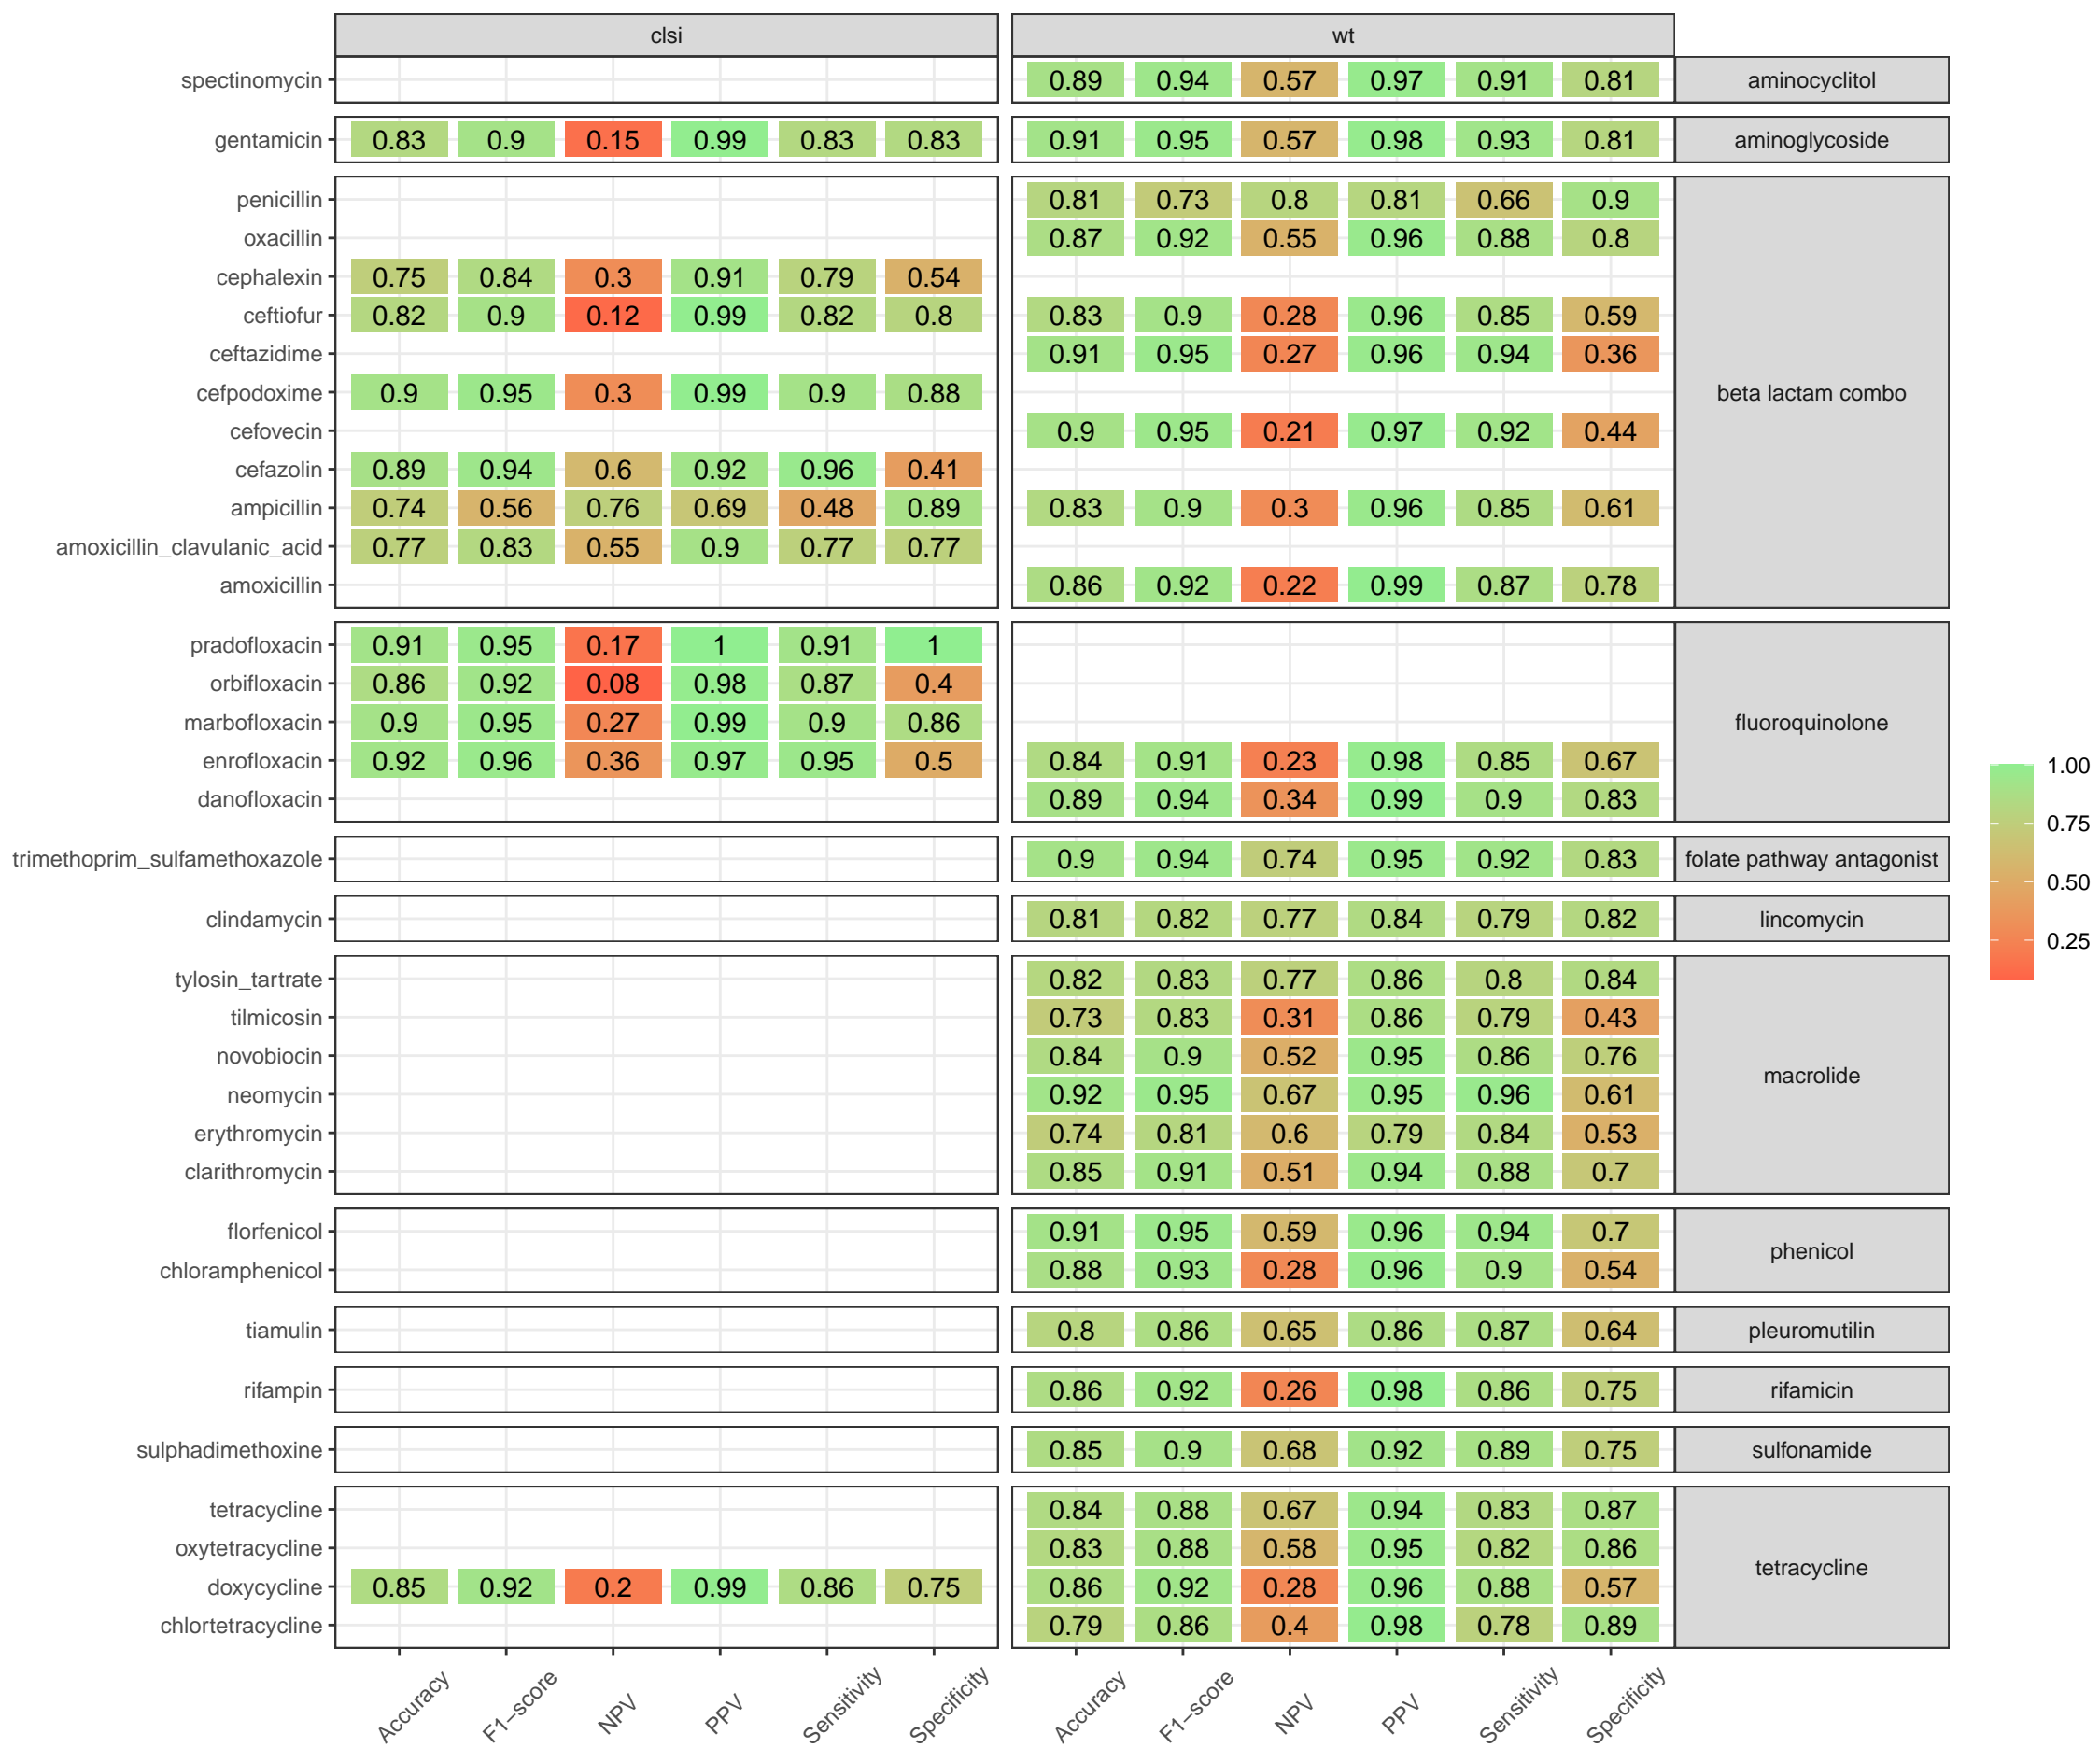 clsi wt
spectinomycin 0.89 0.94 0.57 0.97 0.91 0.81 aminocyclitol
gentamicin 0.83 0.9 0.15 0.99 0.83 0.83 0.91 0.95 0.57 0.98 0.93 0.81 aminoglycoside
penicillin 0.81 0.73 0.8 0.81 0.66 0.9
oxacillin 0.87 0.92 0.55 0.96 0.88 0.8
cephalexin 0.75 0.84 0.3 0.91 0.79 0.54
ceftiofur 0.82 0.9 0.12 0.99 0.82 0.8 0.83 0.9 0.28 0.96 0.85 0.59
ceftazidime 0.91 0.95 0.27 0.96 0.94 0.36
cefpodoxime 0.9 0.95 0.3 0.99 0.9 0.88 beta lactam combo
cefovecin 0.9 0.95 0.21 0.97 0.92 0.44
cefazolin 0.89 0.94 0.6 0.92 0.96 0.41
ampicillin 0.74 0.56 0.76 0.69 0.48 0.89 0.83 0.9 0.3 0.96 0.85 0.61
amoxicillin_clavulanic_acid 0.77 0.83 0.55 0.9 0.77 0.77
amoxicillin 0.86 0.92 0.22 0.99 0.87 0.78
pradofloxacin 0.91 0.95 0.17 1 0.91 1
orbifloxacin 0.86 0.92 0.08 0.98 0.87 0.4
marbofloxacin 0.9 0.95 0.27 0.99 0.9 0.86 fluoroquinolone
enrofloxacin 0.92 0.96 0.36 0.97 0.95 0.5 0.84 0.91 0.23 0.98 0.85 0.67
danofloxacin 0.89 0.94 0.34 0.99 0.9 0.83
trimethoprim_sulfamethoxazole 0.9 0.94 0.74 0.95 0.92 0.83 folate pathway antagonist
clindamycin 0.81 0.82 0.77 0.84 0.79 0.82 lincomycin
tylosin_tartrate 0.82 0.83 0.77 0.86 0.8 0.84
tilmicosin 0.73 0.83 0.31 0.86 0.79 0.43
novobiocin 0.84 0.9 0.52 0.95 0.86 0.76
macrolide
neomycin 0.92 0.95 0.67 0.95 0.96 0.61
erythromycin 0.74 0.81 0.6 0.79 0.84 0.53
clarithromycin 0.85 0.91 0.51 0.94 0.88 0.7
florfenicol 0.91 0.95 0.59 0.96 0.94 0.7
phenicol
chloramphenicol 0.88 0.93 0.28 0.96 0.9 0.54
tiamulin 0.8 0.86 0.65 0.86 0.87 0.64 pleuromutilin
rifampin 0.86 0.92 0.26 0.98 0.86 0.75 rifamicin
sulphadimethoxine 0.85 0.9 0.68 0.92 0.89 0.75 sulfonamide
tetracycline 0.84 0.88 0.67 0.94 0.83 0.87
oxytetracycline 0.83 0.88 0.58 0.95 0.82 0.86
tetracycline
doxycycline 0.85 0.92 0.2 0.99 0.86 0.75 0.86 0.92 0.28 0.96 0.88 0.57
chlortetracycline 0.79 0.86 0.4 0.98 0.78 0.89
Accuracy F1−score NPV PPV Sensitivity Specificity Accuracy F1−score NPV PPV Sensitivity Specificity
1.00
0.75
0.50
0.25